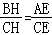 BH/CH = AE/CE